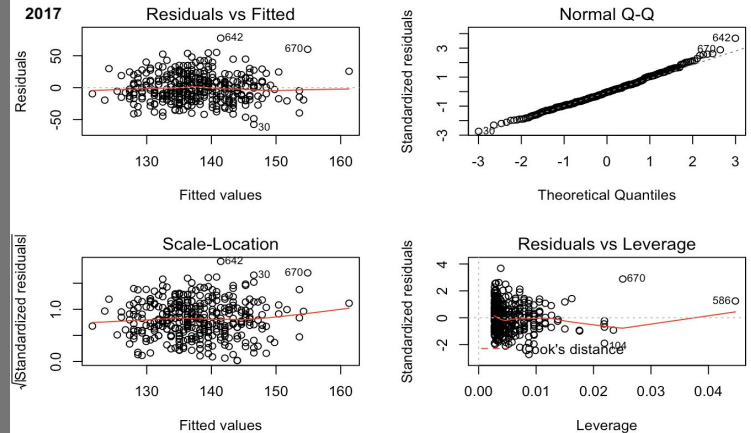 2017
Residuals vs Fitted
642
670
30
Residuals
50
0
-50
130 140 150 160
Fitted values
Normal Q-Q
642
670
30
Standardized residuals
3
1
-1
-3
-3 -2 -1 0 1 2 3
Theoretical Quantiles
Scale-Location
642
30
670
√|Standardized residuals|
1.0
0.0
130 140 150 160
Fitted values
Residuals vs Leverage
670
586
104
Cook's distance
Standardized residuals
4
2
0
-2
0.00 0.01 0.02 0.03 0.04
Leverage